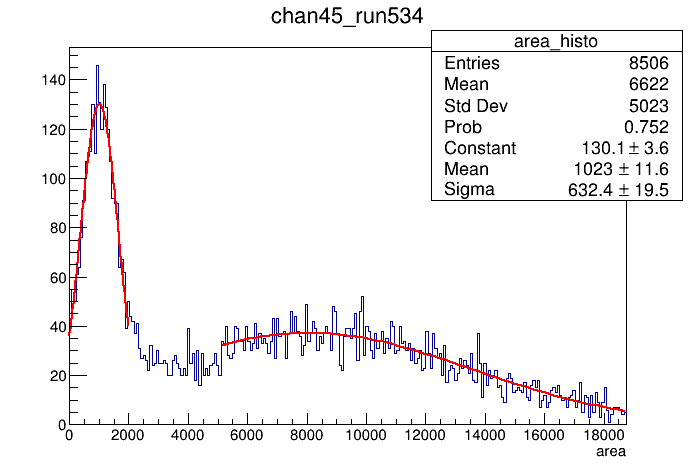 chan45_run534
area_histo
Entries 8506
Mean 6622
Std Dev 5023
Prob 0.752
Constant 130.1 ± 3.6
Mean 1023 ± 11.6
Sigma 632.4 ± 19.5
140
120
100
80
60
40
20
0
0 2000 4000 6000 8000 10000 12000 14000 16000 18000
area